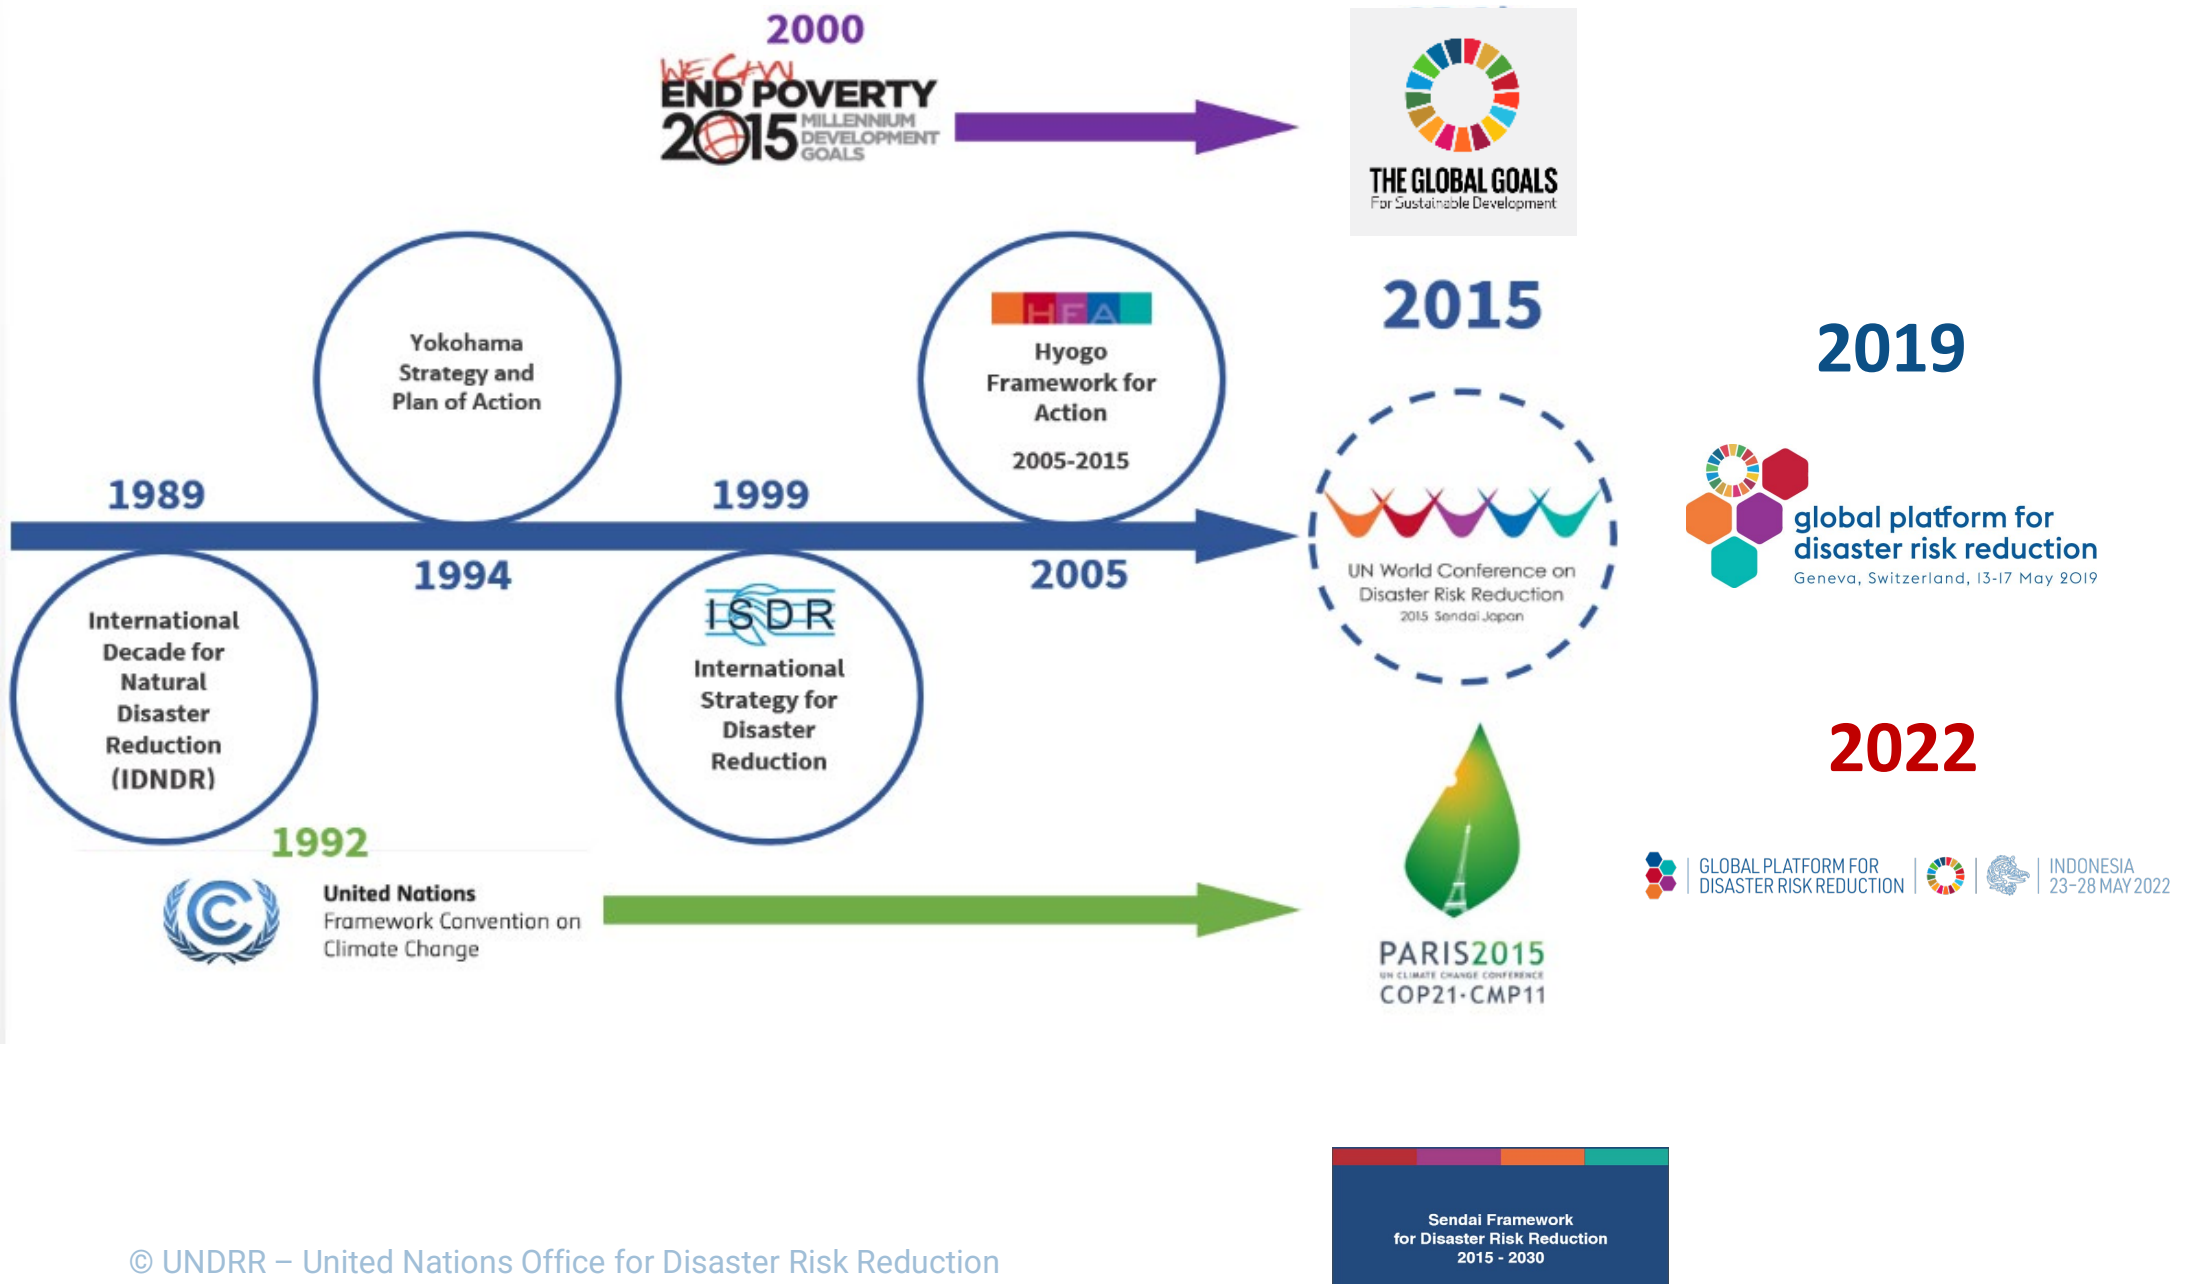 2000
WE CAN
END POVERTY
2015 MILLENNIUM
DEVELOPMENT
GOALS
THE GLOBAL GOALS
For Sustainable Development
Yokohama
Strategy and
Plan of Action
HFA
Hyogo
Framework for
Action
2005-2015
2015
2019
1989
1999
1994
2005
International
Decade for
Natural
Disaster
Reduction
(IDNDR)
ISDR
International
Strategy for
Disaster
Reduction
UN World Conference on
Disaster Risk Reduction
2015 Sendai Japan
global platform for
disaster risk reduction
Geneva, Switzerland, 13-17 May 2019
2022
1992
United Nations
Framework Convention on
Climate Change
PARIS2015
UN CLIMATE CHANGE CONFERENCE
COP21·CMP11
GLOBAL PLATFORM FOR
DISASTER RISK REDUCTION
INDONESIA
23-28 MAY 2022
Sendai Framework
for Disaster Risk Reduction
2015 - 2030
© UNDRR – United Nations Office for Disaster Risk Reduction